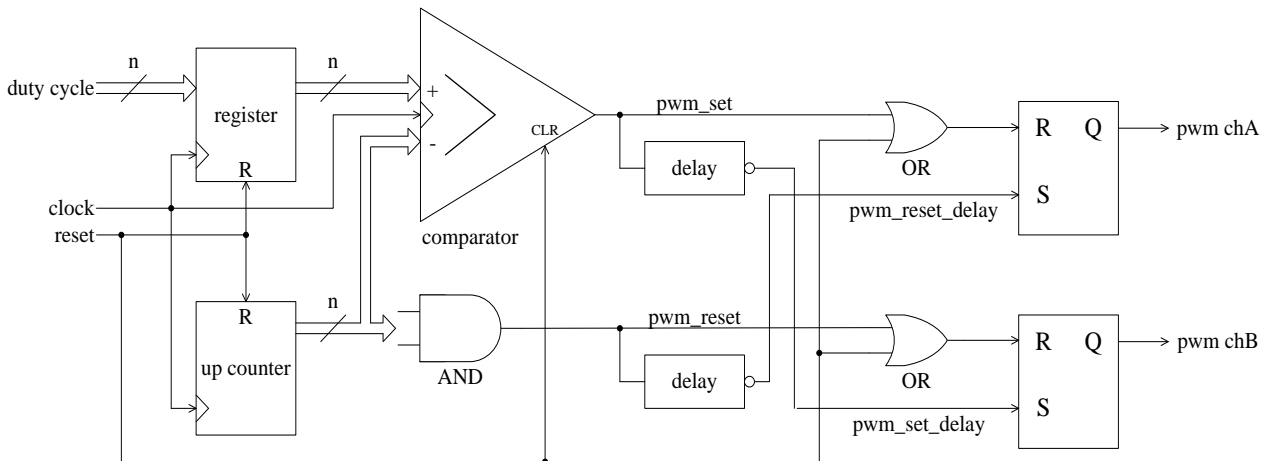 n
n
duty cycle
register
+
-
CLR
R
clock
reset
comparator
pwm_set
delay
OR
pwm_reset_delay
R
Q
S
pwm chA
n
R
up counter
AND
pwm_reset
delay
OR
pwm_set_delay
R
Q
S
pwm chB